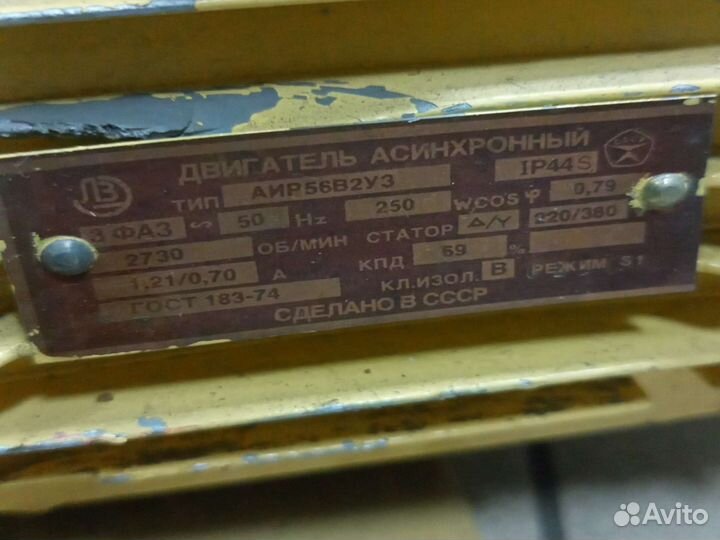 ЛЗ
ДВИГАТЕЛЬ АСИНХРОННЫЙ
ТИП АИР56В2У3 IP44S
3 ФАЗ ~ 50 Hz 250 W,COS φ 0,79
2730 ОБ/МИН СТАТОР Δ/Y 220/380
1,21/0,70 А КПД 69 %
ГОСТ 183-74 КЛ.ИЗОЛ. В РЕЖИМ S1
СДЕЛАНО В СССР
Avito